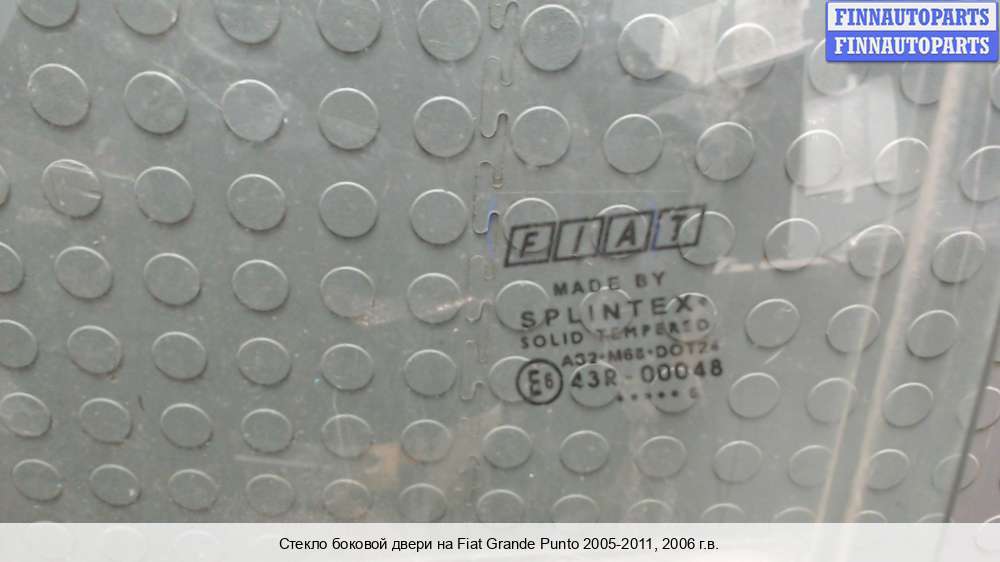 FINNAUTOPARTS
FINNAUTOPARTS
FIAT
MADE BY
SPLINTEX®
SOLID TEMPERED
A32•M68•DOT24
E6 43R-00048
••••• 6
Стекло боковой двери на Fiat Grande Punto 2005-2011, 2006 г.в.